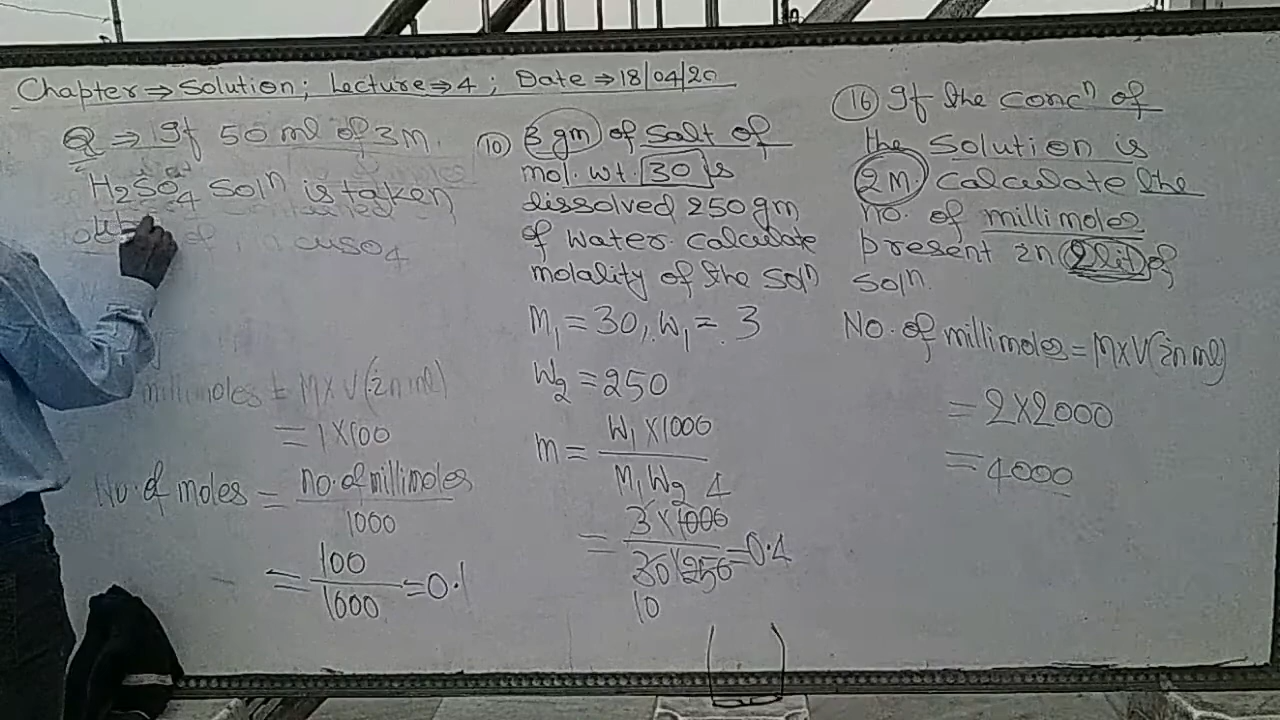 Chapter ⇒ Solution; Lecture ⇒ 4; Date ⇒ 18/04/20
Q ⇒ If 50 ml of 3M
H2SO4 Soln is taken
in CuSO4
millimoles = M×V(in ml)
= 1×100
No. of moles = no. of millimoles
1000
= 100
1000
= 0.1
(10) 3 gm of Salt of
mol. wt. 30 is
dissolved 250 gm
of water. calculate
molality of the Soln
M1 = 30, W1 = 3
W2 = 250
m = W1 × 1000
M1 W2
4
= 3 × 1000
30 × 250
= 0.4
10
(16) If the concn of
the Solution is
2M calculate the
no. of millimoles
present in 2 lit of
Soln.
No. of millimoles = M×V(in ml)
= 2×2000
= 4000